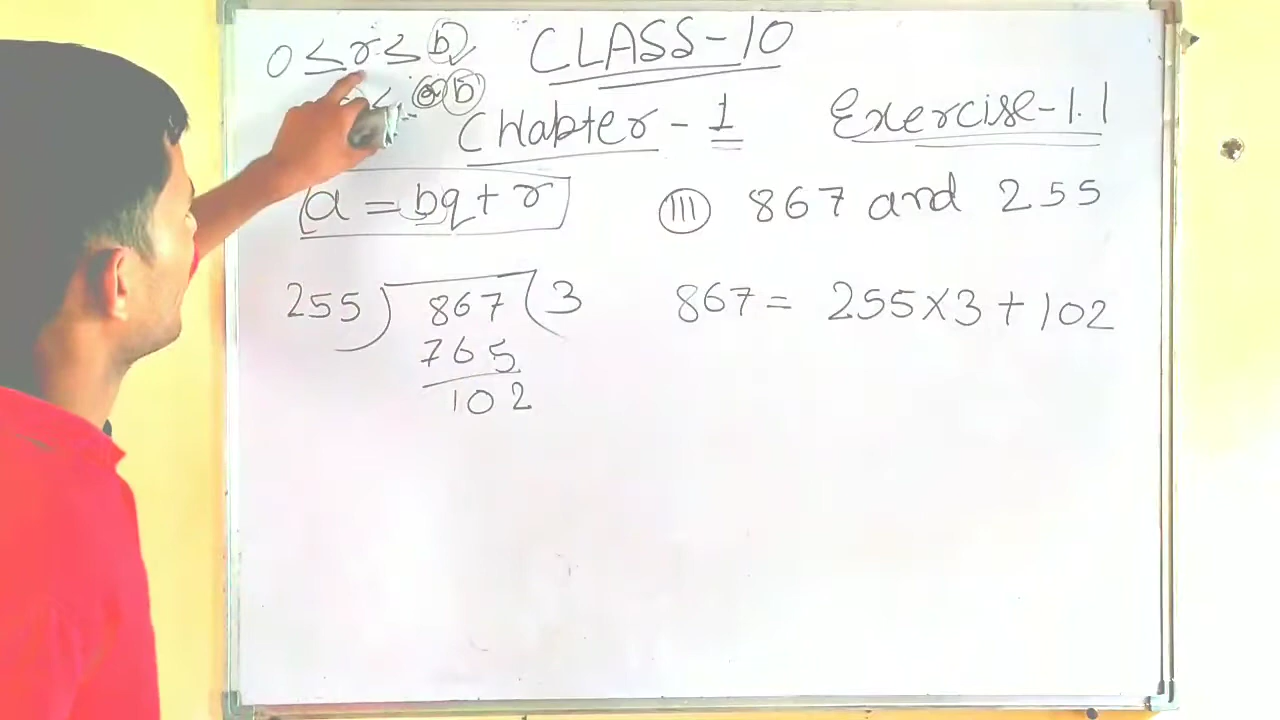 0 ≤ r ≤ b
CLASS-10
< b
Chapter - 1
Exercise-1.1
a = bq + r
III 867 and 255
255 ) 867 ( 3
765
102
867 = 255 × 3 + 102